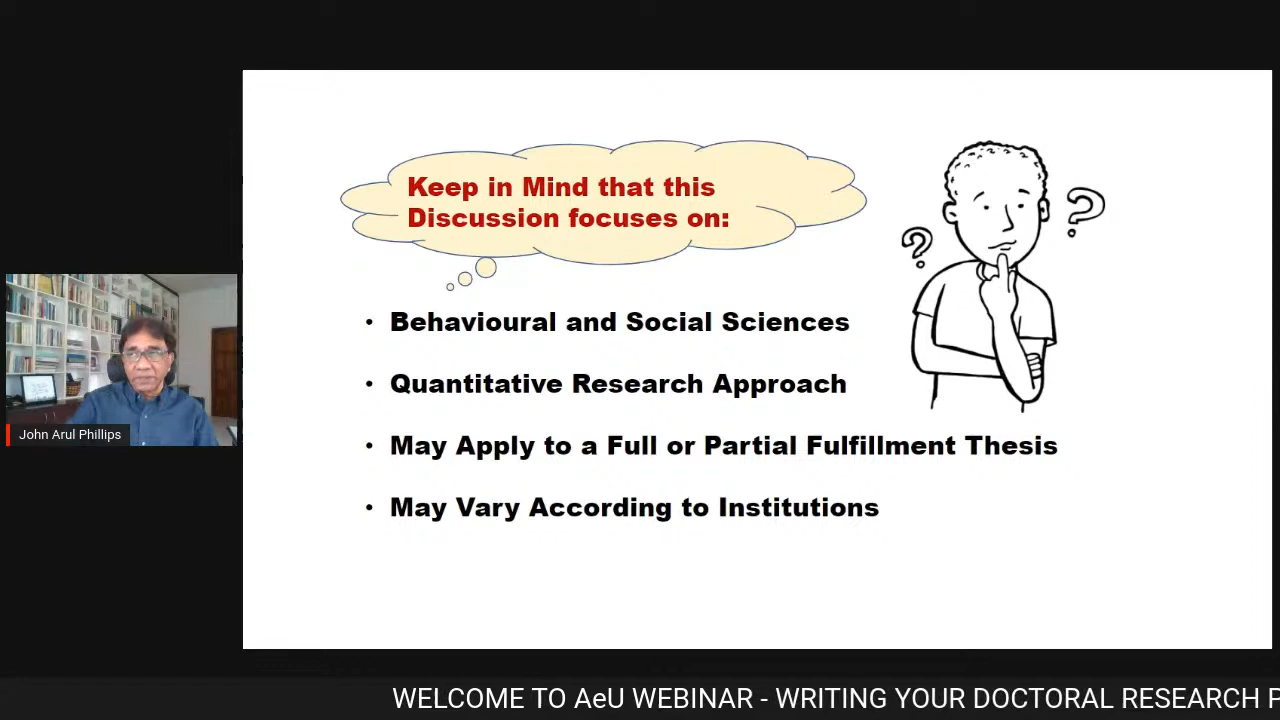 Keep in Mind that this
Discussion focuses on:
• Behavioural and Social Sciences
• Quantitative Research Approach
• May Apply to a Full or Partial Fulfillment Thesis
• May Vary According to Institutions
? ?
John Arul Phillips
WELCOME TO AeU WEBINAR - WRITING YOUR DOCTORAL RESEARCH